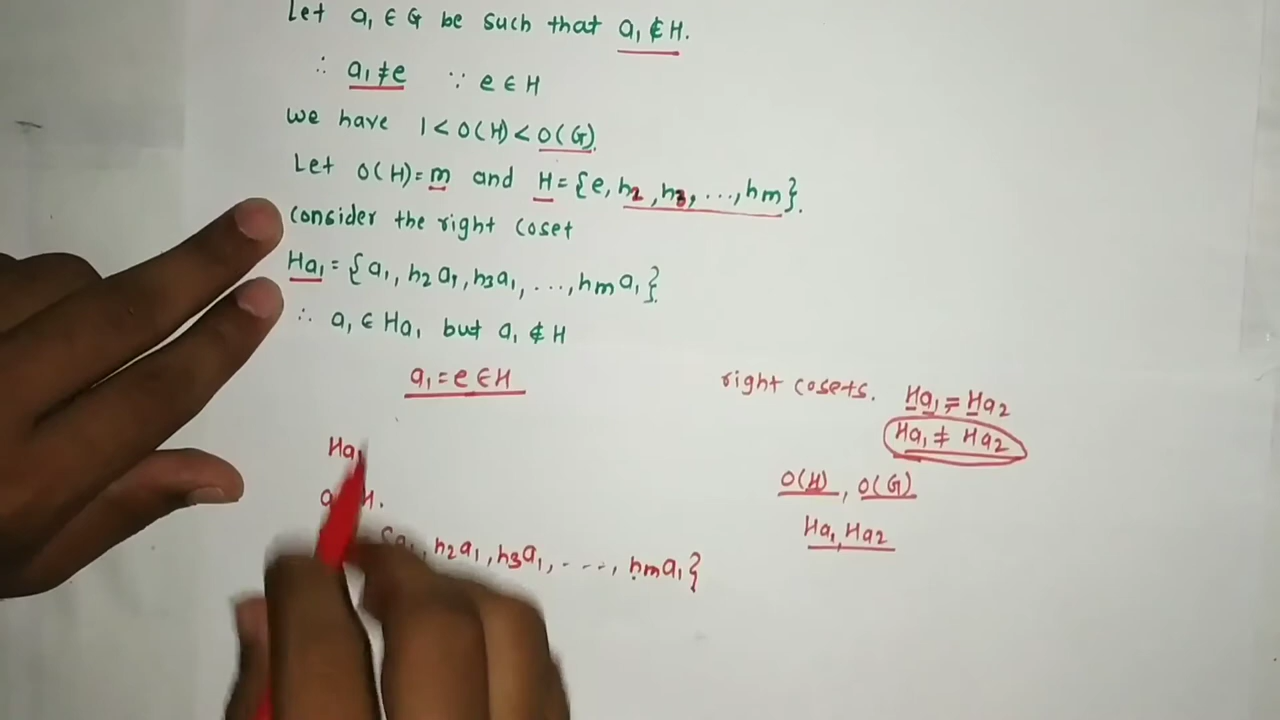 Let a₁ ∈ G be such that a₁ ∉ H.
∴ a₁ ≠ e ∵ e ∈ H
we have 1 < O(H) < O(G).
Let O(H) = m and H = {e, h₂, h₃, ..., hm}.
Consider the right coset
Ha₁ = {a₁, h₂a₁, h₃a₁, ..., hma₁}.
∴ a₁ ∈ Ha₁ but a₁ ∉ H
a₁ = e ∈ H
right cosets. Ha₁ = Ha₂
Ha₁ ≠ Ha₂
O(H), O(G)
Ha₁, Ha₂
Ha₁
a H.
a₁, h₂a₁, h₃a₁, ----, hma₁}